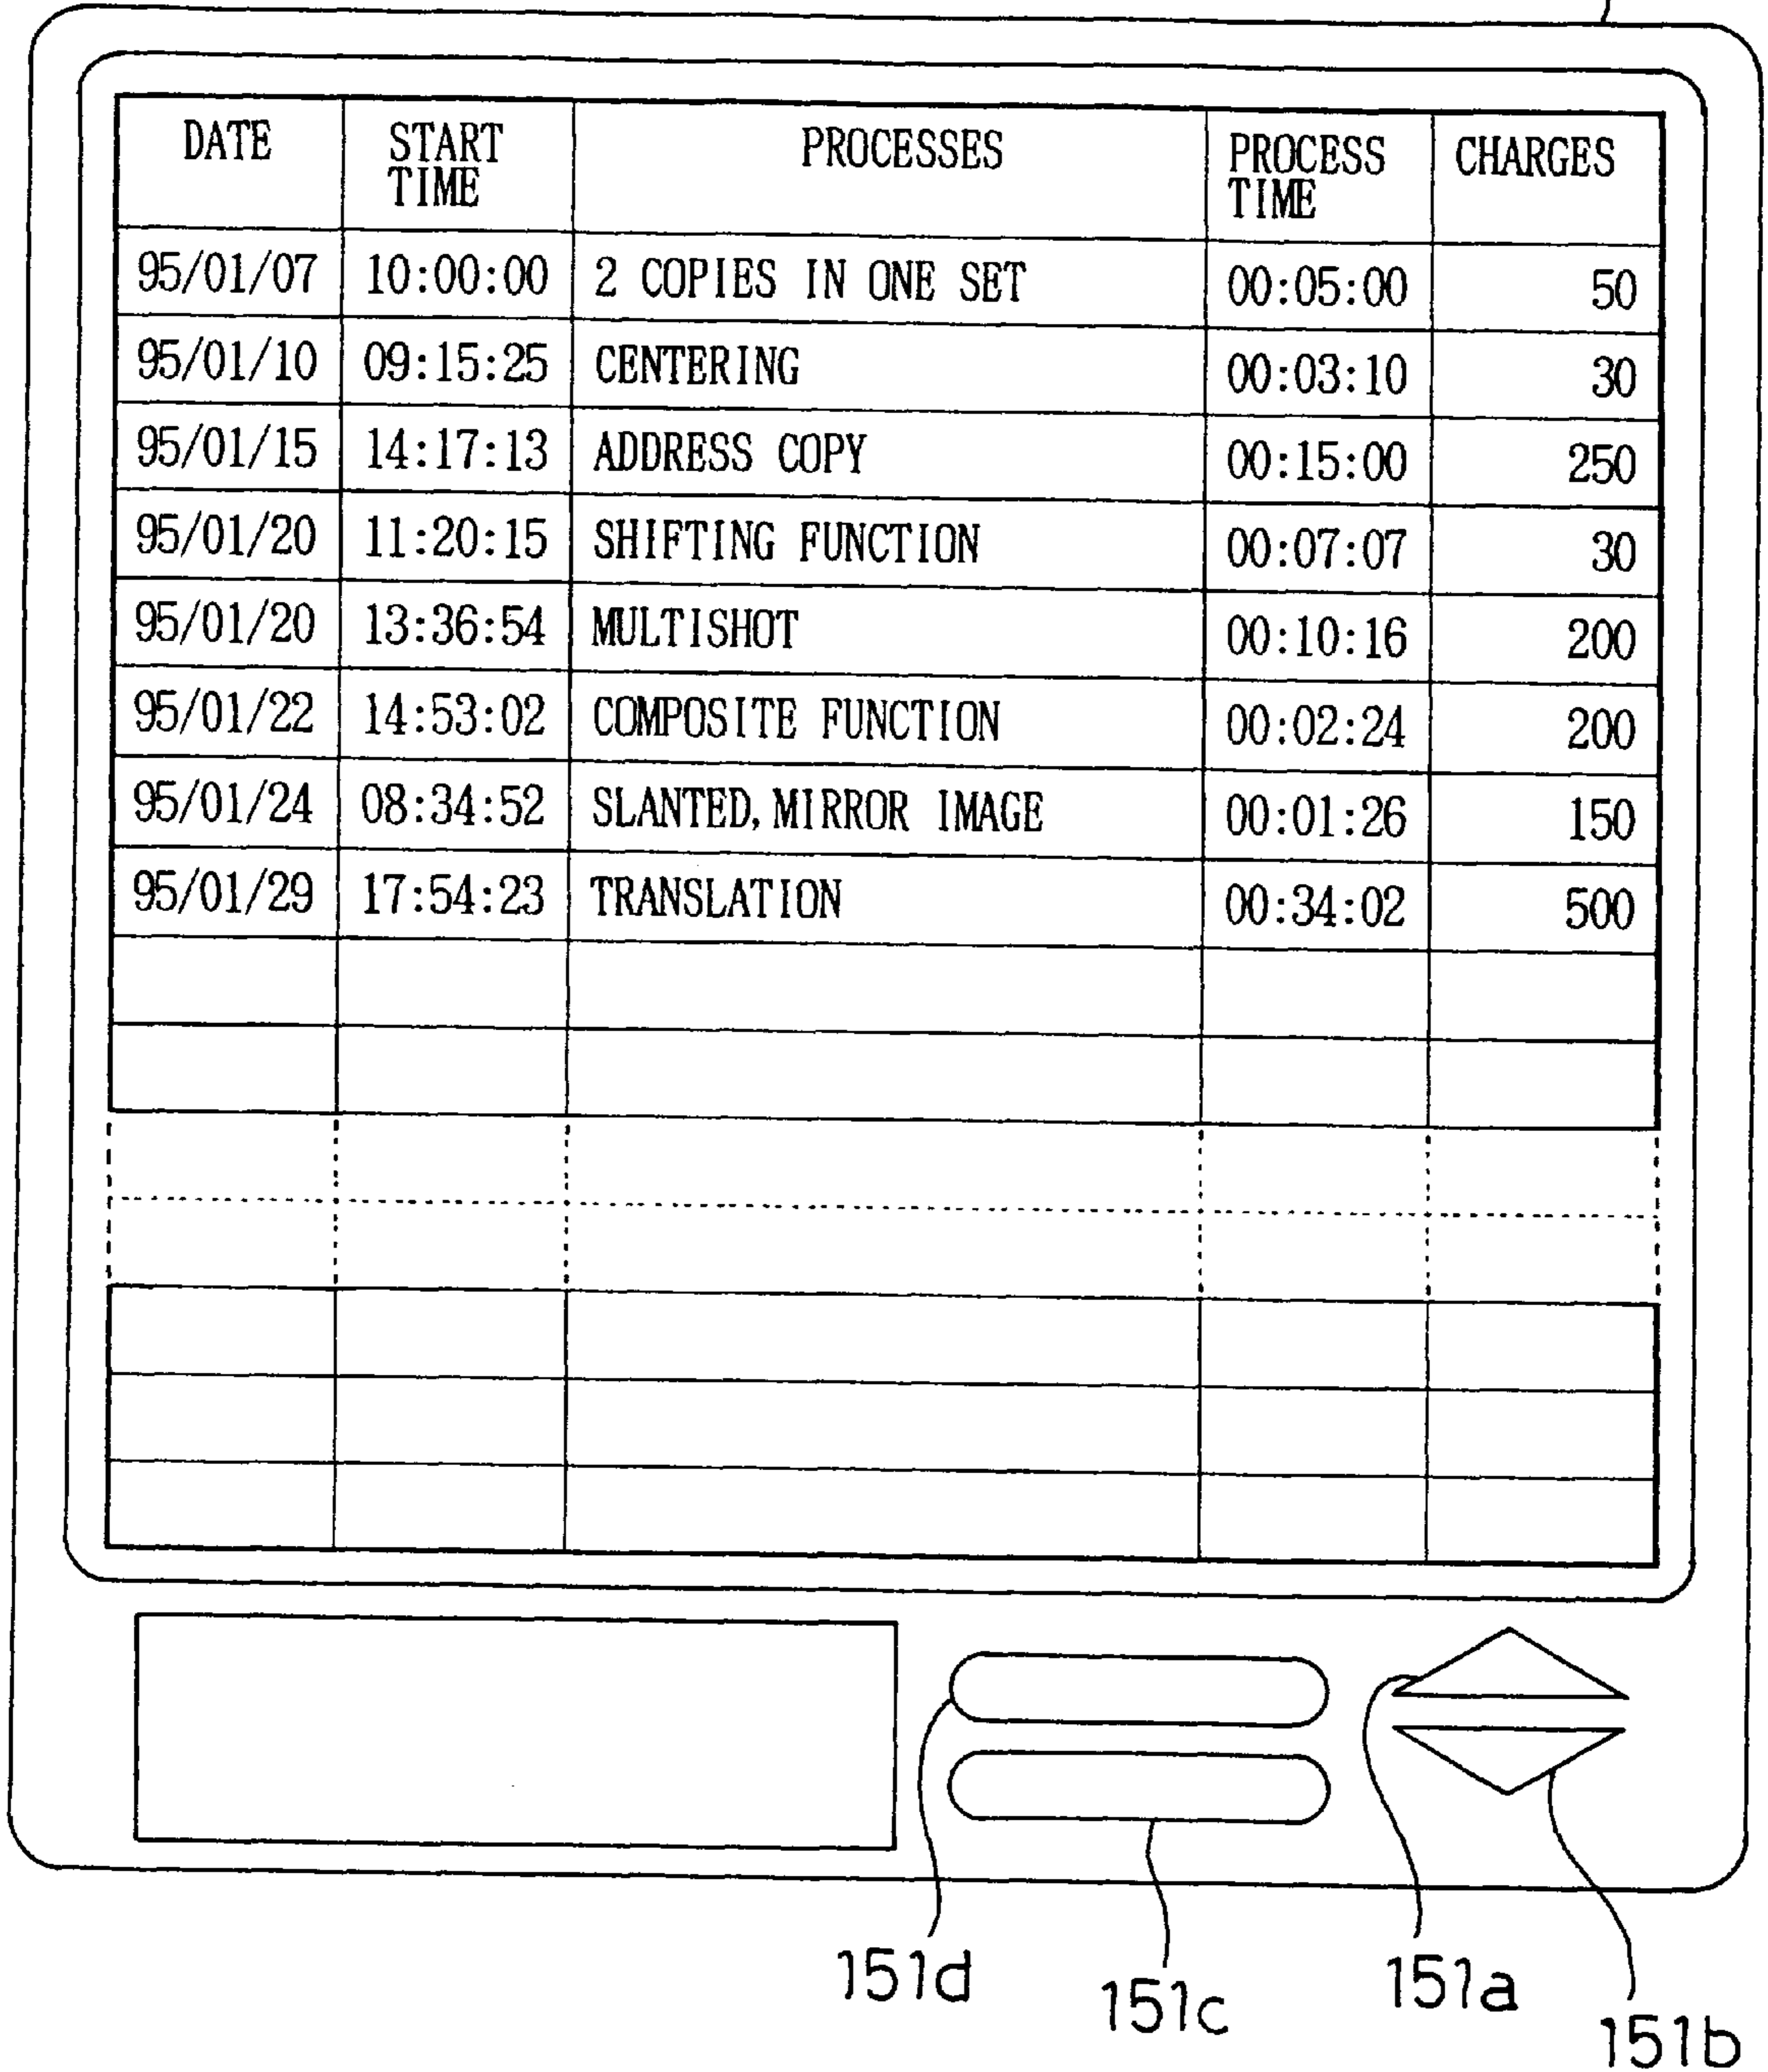 DATE START TIME PROCESSES PROCESS TIME CHARGES
95/01/07 10:00:00 2 COPIES IN ONE SET 00:05:00 50
95/01/10 09:15:25 CENTERING 00:03:10 30
95/01/15 14:17:13 ADDRESS COPY 00:15:00 250
95/01/20 11:20:15 SHIFTING FUNCTION 00:07:07 30
95/01/20 13:36:54 MULTISHOT 00:10:16 200
95/01/22 14:53:02 COMPOSITE FUNCTION 00:02:24 200
95/01/24 08:34:52 SLANTED, MIRROR IMAGE 00:01:26 150
95/01/29 17:54:23 TRANSLATION 00:34:02 500
151d 151c 151a 151b